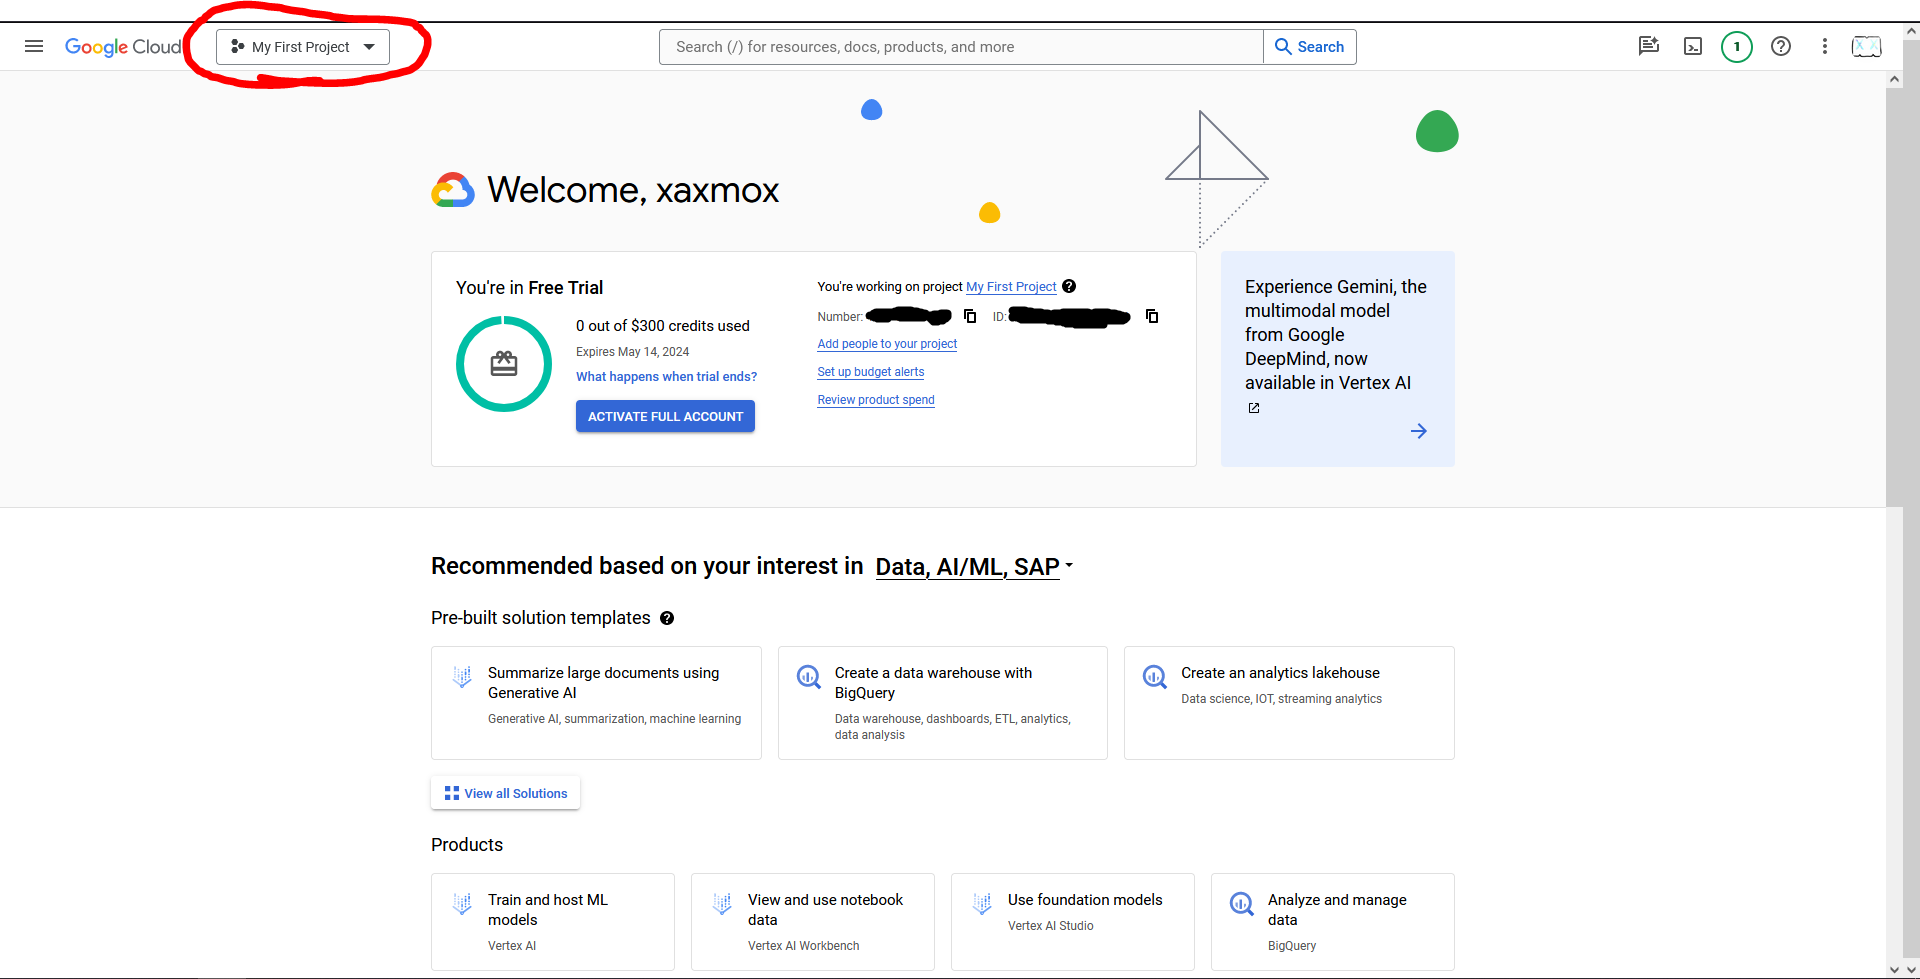 Google Cloud
My First Project
Search (/) for resources, docs, products, and more
Search
1
Welcome, xaxmox
You're in Free Trial
0 out of $300 credits used
Expires May 14, 2024
What happens when trial ends?
ACTIVATE FULL ACCOUNT
You're working on project My First Project
Number:
ID:
Add people to your project
Set up budget alerts
Review product spend
Experience Gemini, the
multimodal model
from Google
DeepMind, now
available in Vertex AI
Recommended based on your interest in Data, AI/ML, SAP
Pre-built solution templates
Summarize large documents using
Generative AI
Generative AI, summarization, machine learning
Create a data warehouse with
BigQuery
Data warehouse, dashboards, ETL, analytics,
data analysis
Create an analytics lakehouse
Data science, IOT, streaming analytics
View all Solutions
Products
Train and host ML
models
Vertex AI
View and use notebook
data
Vertex AI Workbench
Use foundation models
Vertex AI Studio
Analyze and manage
data
BigQuery